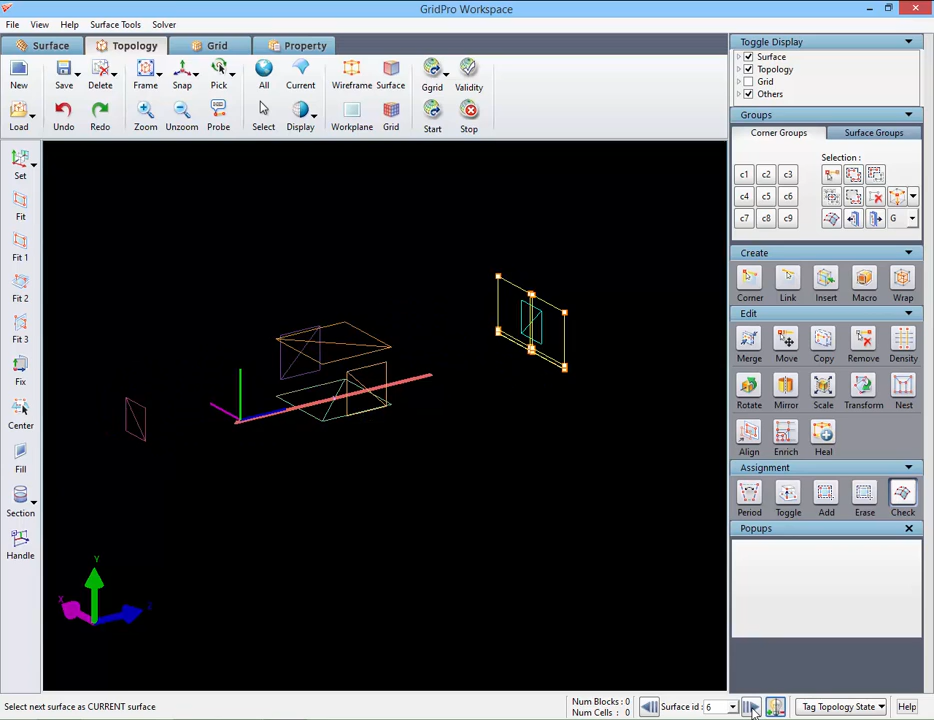 GridPro Workspace
File View Help Surface Tools Solver
Surface Topology Grid Property
New Save Delete Frame Snap Pick All Current Wireframe Surface Ggrid Validity
Load Undo Redo Zoom Unzoom Probe Select Display Workplane Grid Start Stop
Set
Fit
Fit 1
Fit 2
Fit 3
Fix
Center
Fill
Section
Handle
Y
X
Z
Toggle Display
Surface
Topology
Grid
Others
Groups
Corner Groups Surface Groups
Selection :
c1 c2 c3
c4 c5 c6
c7 c8 c9 G
Create
Corner Link Insert Macro Wrap
Edit
Merge Move Copy Remove Density
Rotate Mirror Scale Transform Nest
Align Enrich Heal
Assignment
Period Toggle Add Erase Check
Popups
Select next surface as CURRENT surface
Num Blocks: 0
Num Cells : 0
Surface id : 6
Tag Topology State
Help